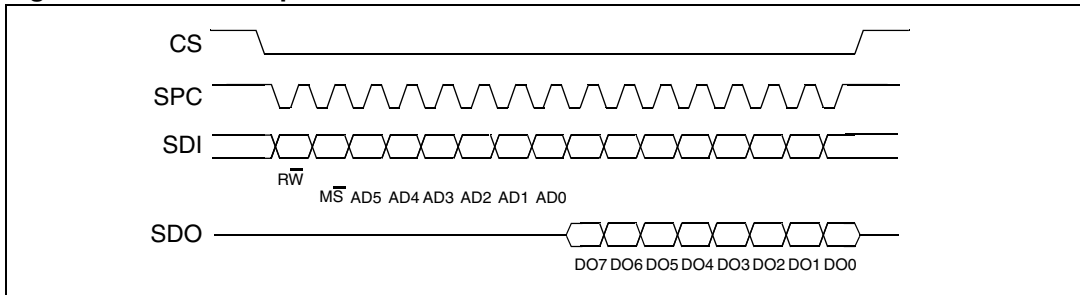 CS
SPC
SDI
RW̅
MS̅ AD5 AD4 AD3 AD2 AD1 AD0
SDO
DO7 DO6 DO5 DO4 DO3 DO2 DO1 DO0